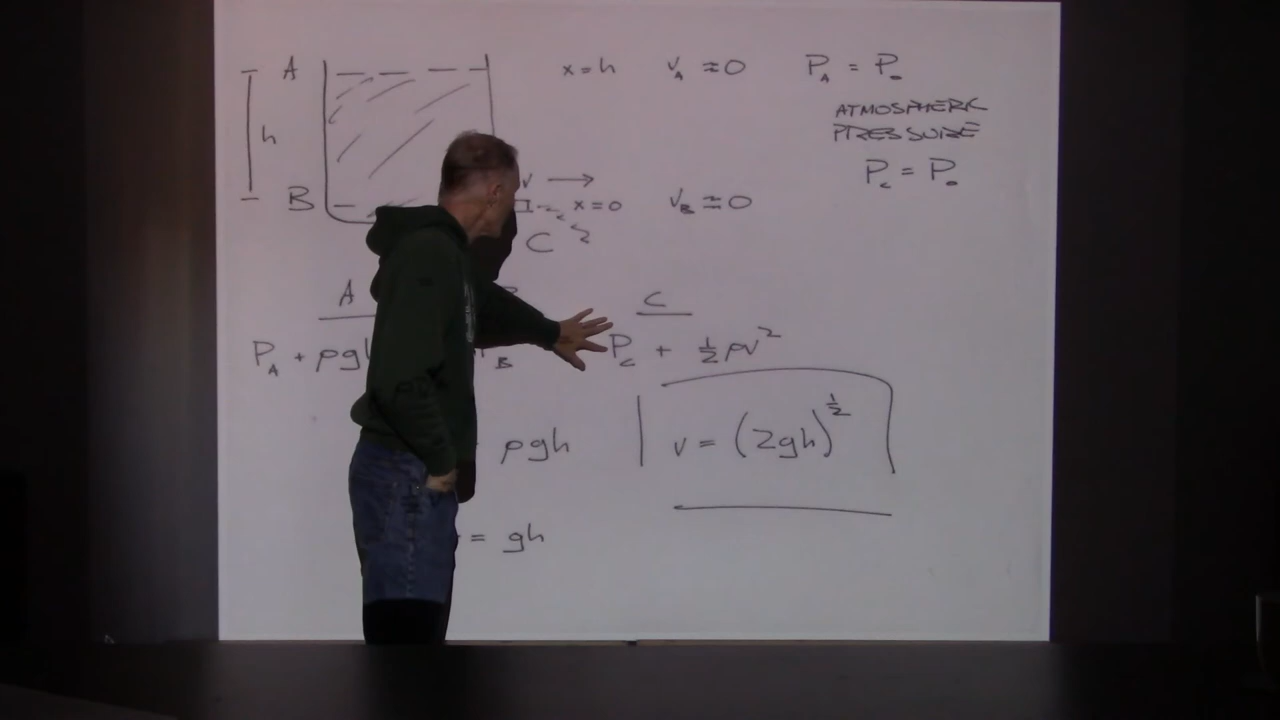 A x = h v_A ≈ 0 P_A = P_o
ATMOSPHERIC
h PRESSURE
P_C = P_o
v →
B x = 0 v_B ≈ 0
C
A C
P_A + ρg P_B P_C + ½ρv²
ρgh v = (2gh)^½
= gh